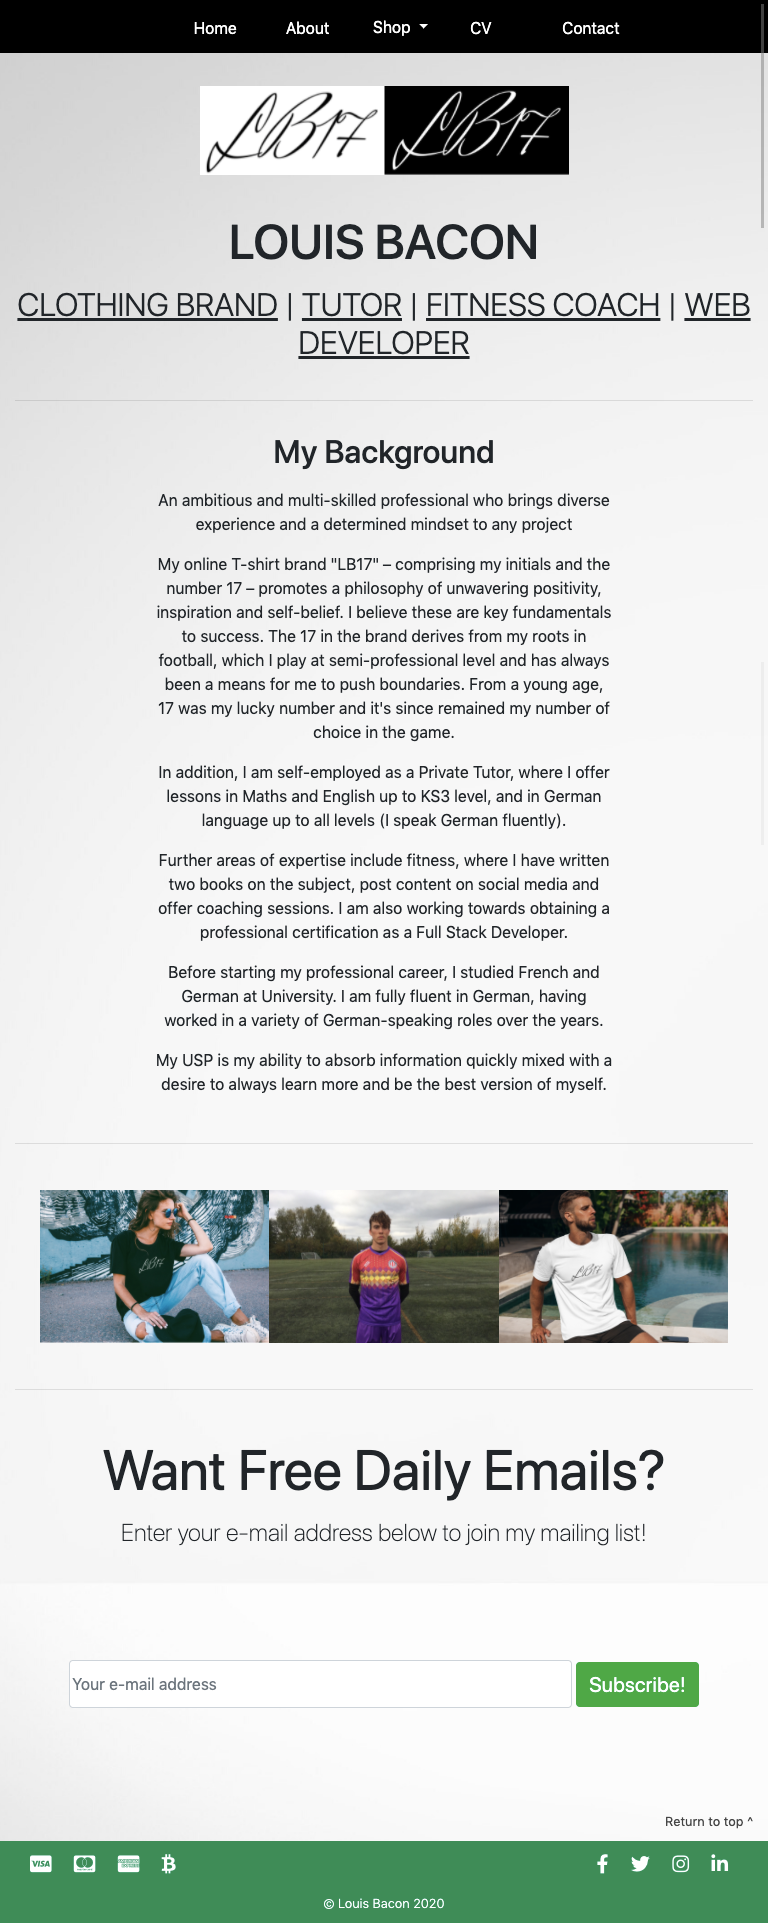 Home About Shop CV Contact
LB17 LB17
LOUIS BACON
CLOTHING BRAND | TUTOR | FITNESS COACH | WEB
DEVELOPER
My Background
An ambitious and multi-skilled professional who brings diverse
experience and a determined mindset to any project
My online T-shirt brand "LB17" – comprising my initials and the
number 17 – promotes a philosophy of unwavering positivity,
inspiration and self-belief. I believe these are key fundamentals
to success. The 17 in the brand derives from my roots in
football, which I play at semi-professional level and has always
been a means for me to push boundaries. From a young age,
17 was my lucky number and it's since remained my number of
choice in the game.
In addition, I am self-employed as a Private Tutor, where I offer
lessons in Maths and English up to KS3 level, and in German
language up to all levels (I speak German fluently).
Further areas of expertise include fitness, where I have written
two books on the subject, post content on social media and
offer coaching sessions. I am also working towards obtaining a
professional certification as a Full Stack Developer.
Before starting my professional career, I studied French and
German at University. I am fully fluent in German, having
worked in a variety of German-speaking roles over the years.
My USP is my ability to absorb information quickly mixed with a
desire to always learn more and be the best version of myself.
LB17
LB17
Want Free Daily Emails?
Enter your e-mail address below to join my mailing list!
Your e-mail address Subscribe!
Return to top ^
VISA
© Louis Bacon 2020